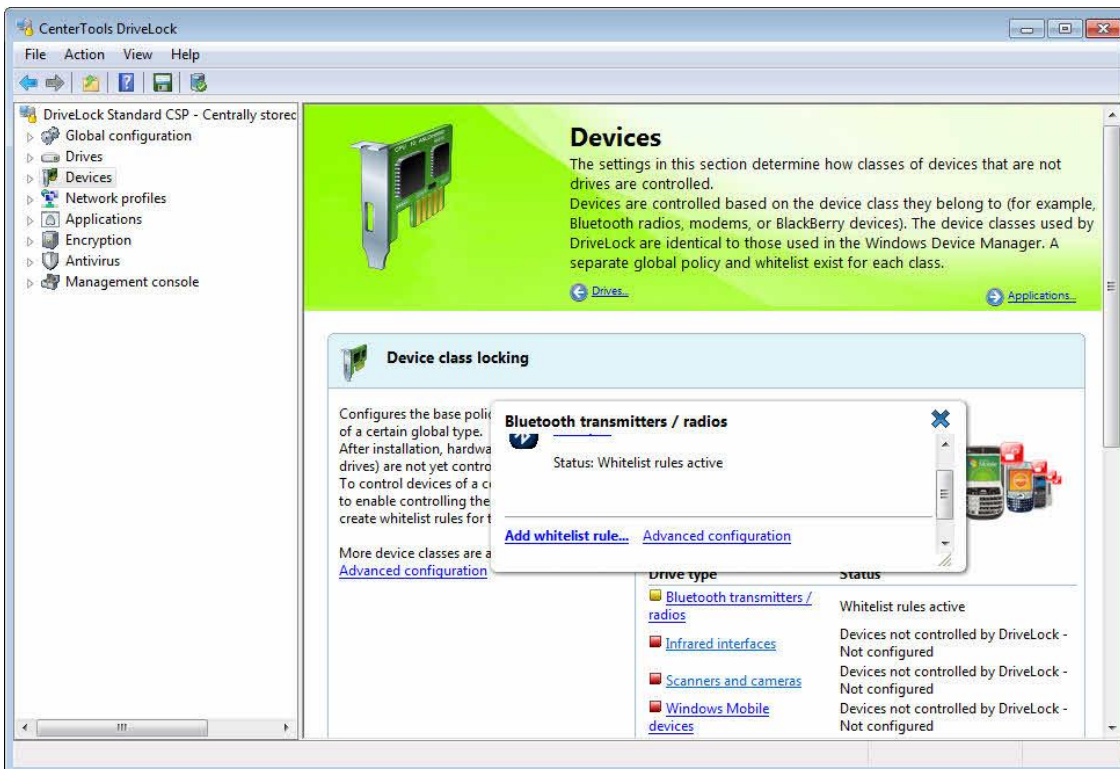 CenterTools DriveLock
File Action View Help
DriveLock Standard CSP - Centrally storec
Global configuration
Drives
Devices
Network profiles
Applications
Encryption
Antivirus
Management console
Devices
The settings in this section determine how classes of devices that are not
drives are controlled.
Devices are controlled based on the device class they belong to (for example,
Bluetooth radios, modems, or BlackBerry devices). The device classes used by
DriveLock are identical to those used in the Windows Device Manager. A
separate global policy and whitelist exist for each class.
Drives...
Applications...
Device class locking
Configures the base polic
of a certain global type.
After installation, hardwa
drives) are not yet contro
To control devices of a c
to enable controlling the
create whitelist rules for t
More device classes are a
Advanced configuration
Bluetooth transmitters / radios
Status: Whitelist rules active
Add whitelist rule... Advanced configuration
Drive type Status
Bluetooth transmitters /
radios
Whitelist rules active
Infrared interfaces
Devices not controlled by DriveLock -
Not configured
Scanners and cameras
Devices not controlled by DriveLock -
Not configured
Windows Mobile
devices
Devices not controlled by DriveLock -
Not configured